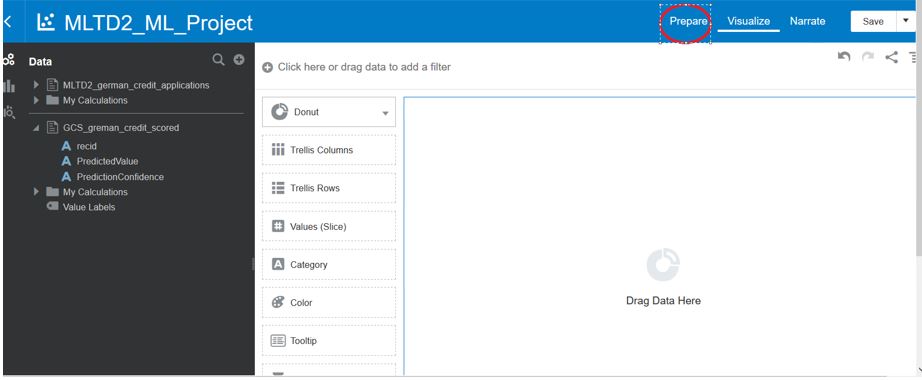 MLTD2_ML_Project
Prepare Visualize Narrate Save
Data
MLTD2_german_credit_applications
My Calculations
GCS_greman_credit_scored
A recid
A PredictedValue
A PredictionConfidence
My Calculations
Value Labels
Click here or drag data to add a filter
Donut
Trellis Columns
Trellis Rows
# Values (Slice)
A Category
Color
Tooltip
Drag Data Here